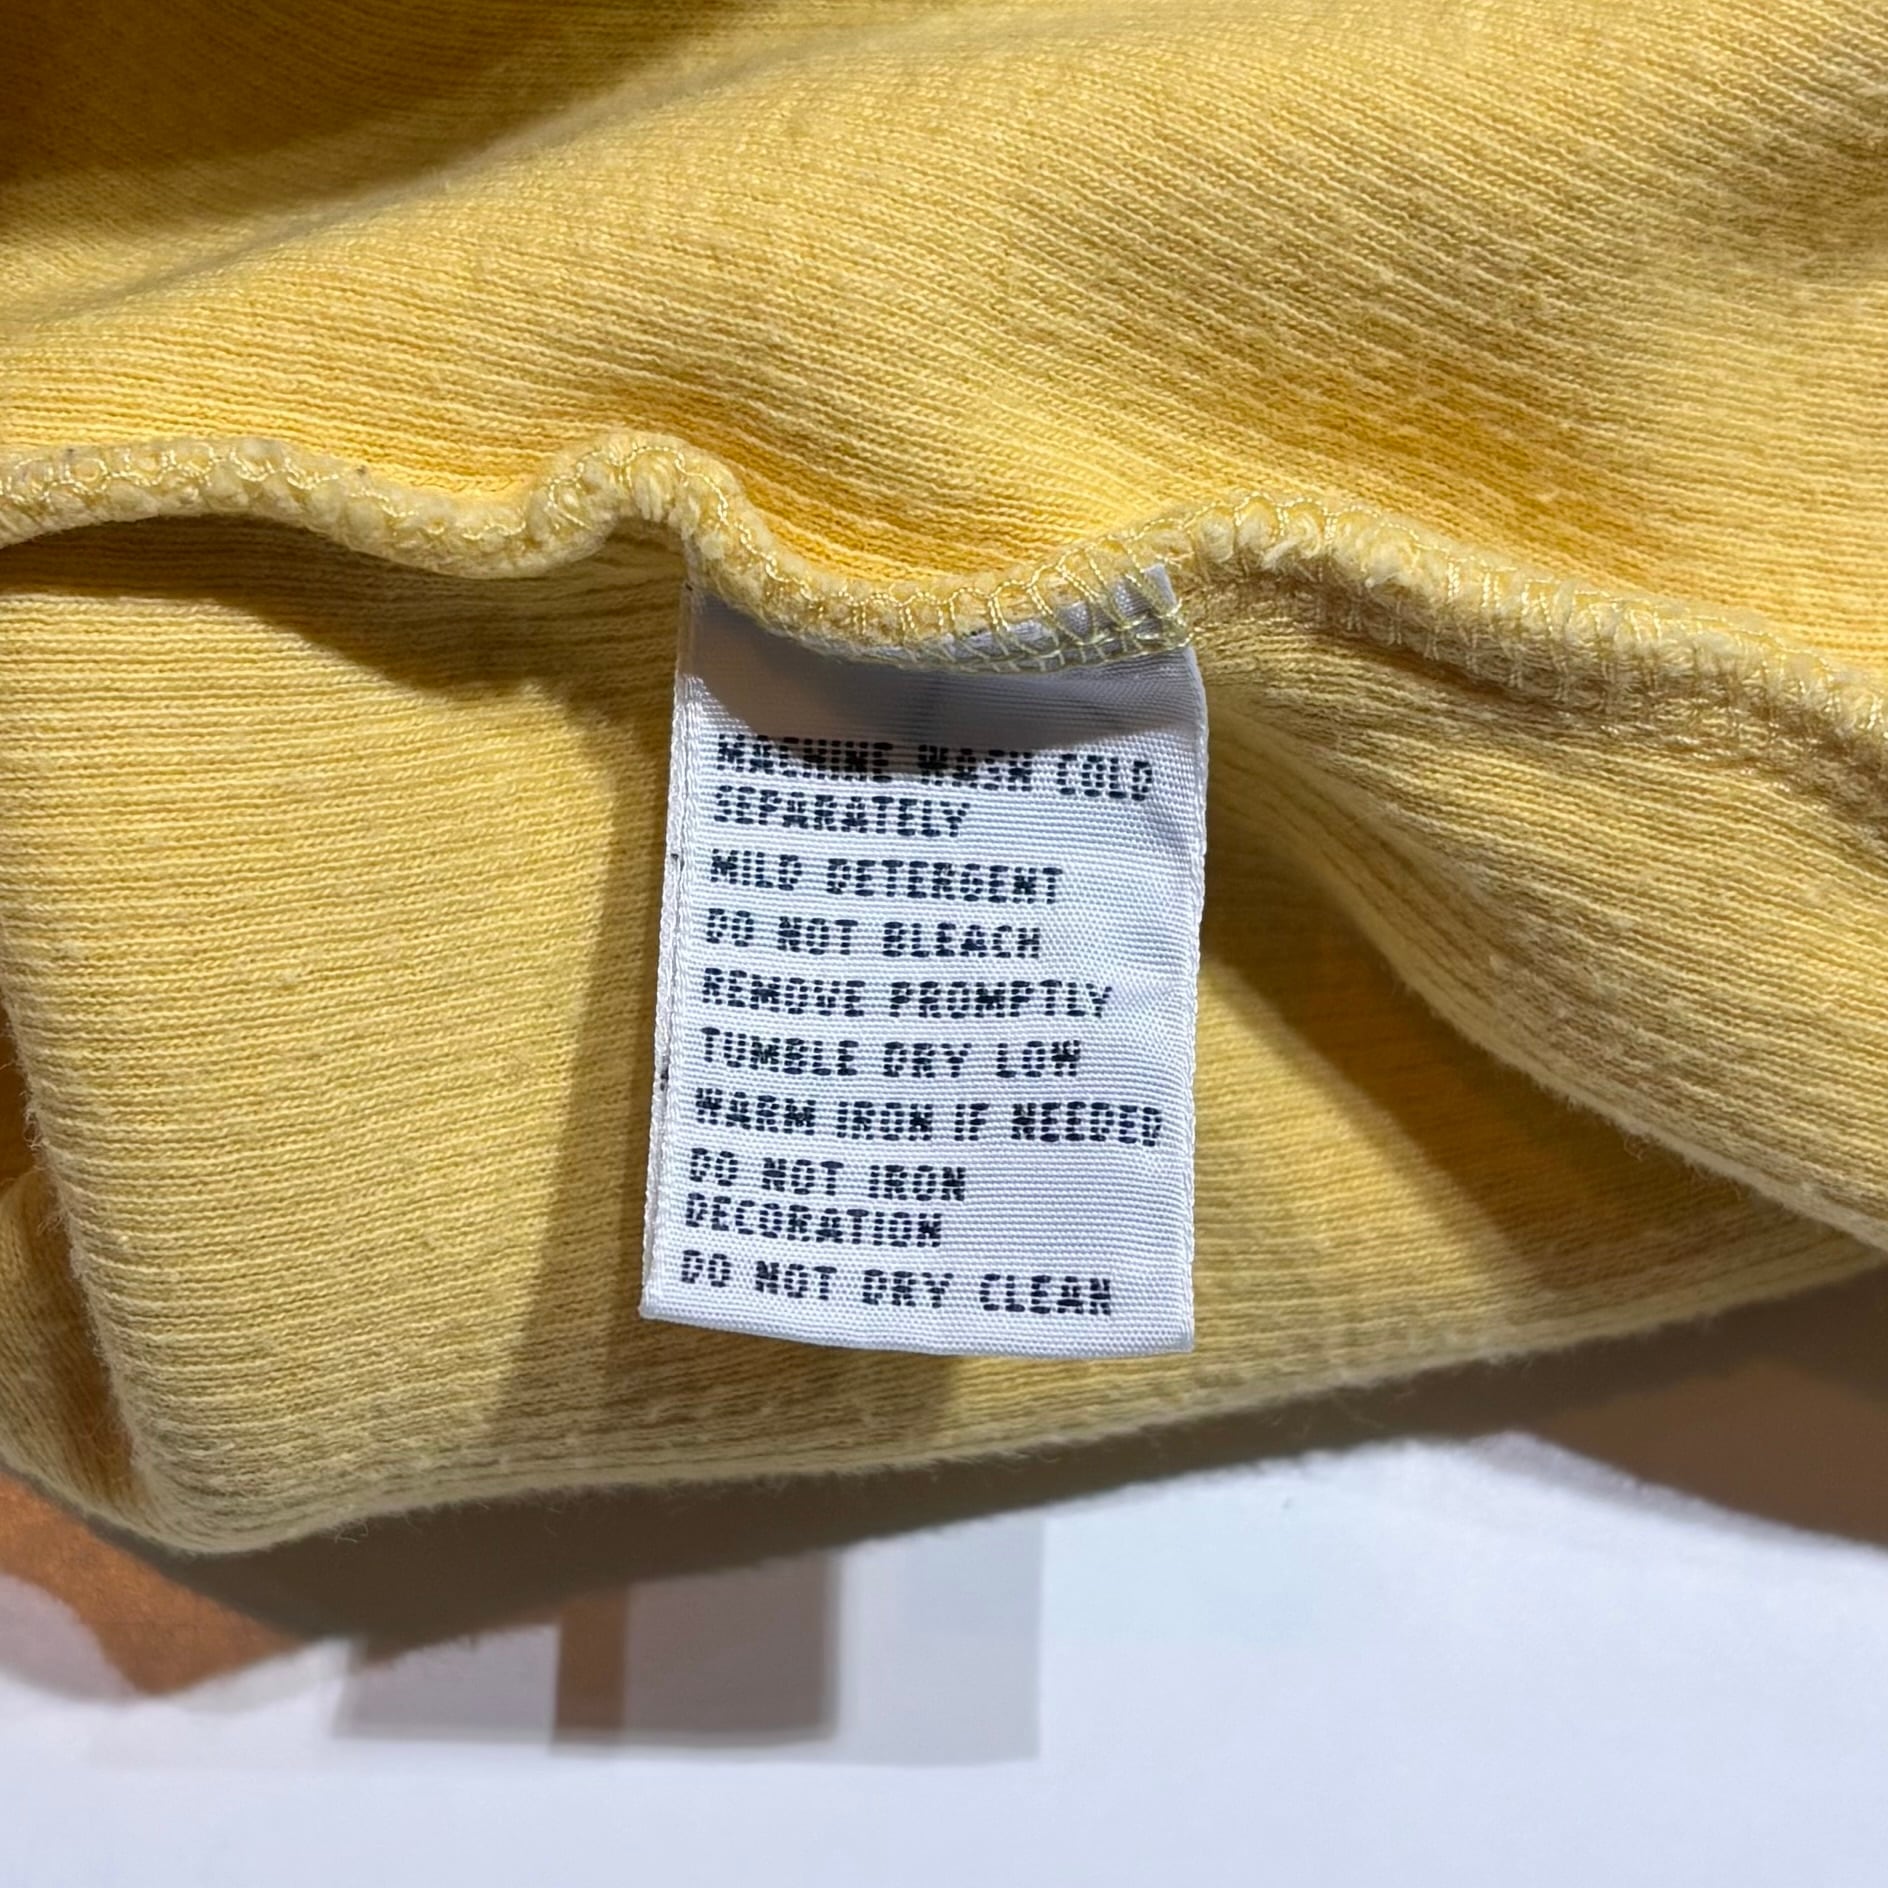 MACHINE WASH COLD
SEPARATELY
MILD DETERGENT
DO NOT BLEACH
REMOVE PROMPTLY
TUMBLE DRY LOW
WARM IRON IF NEEDED
DO NOT IRON
DECORATION
DO NOT DRY CLEAN